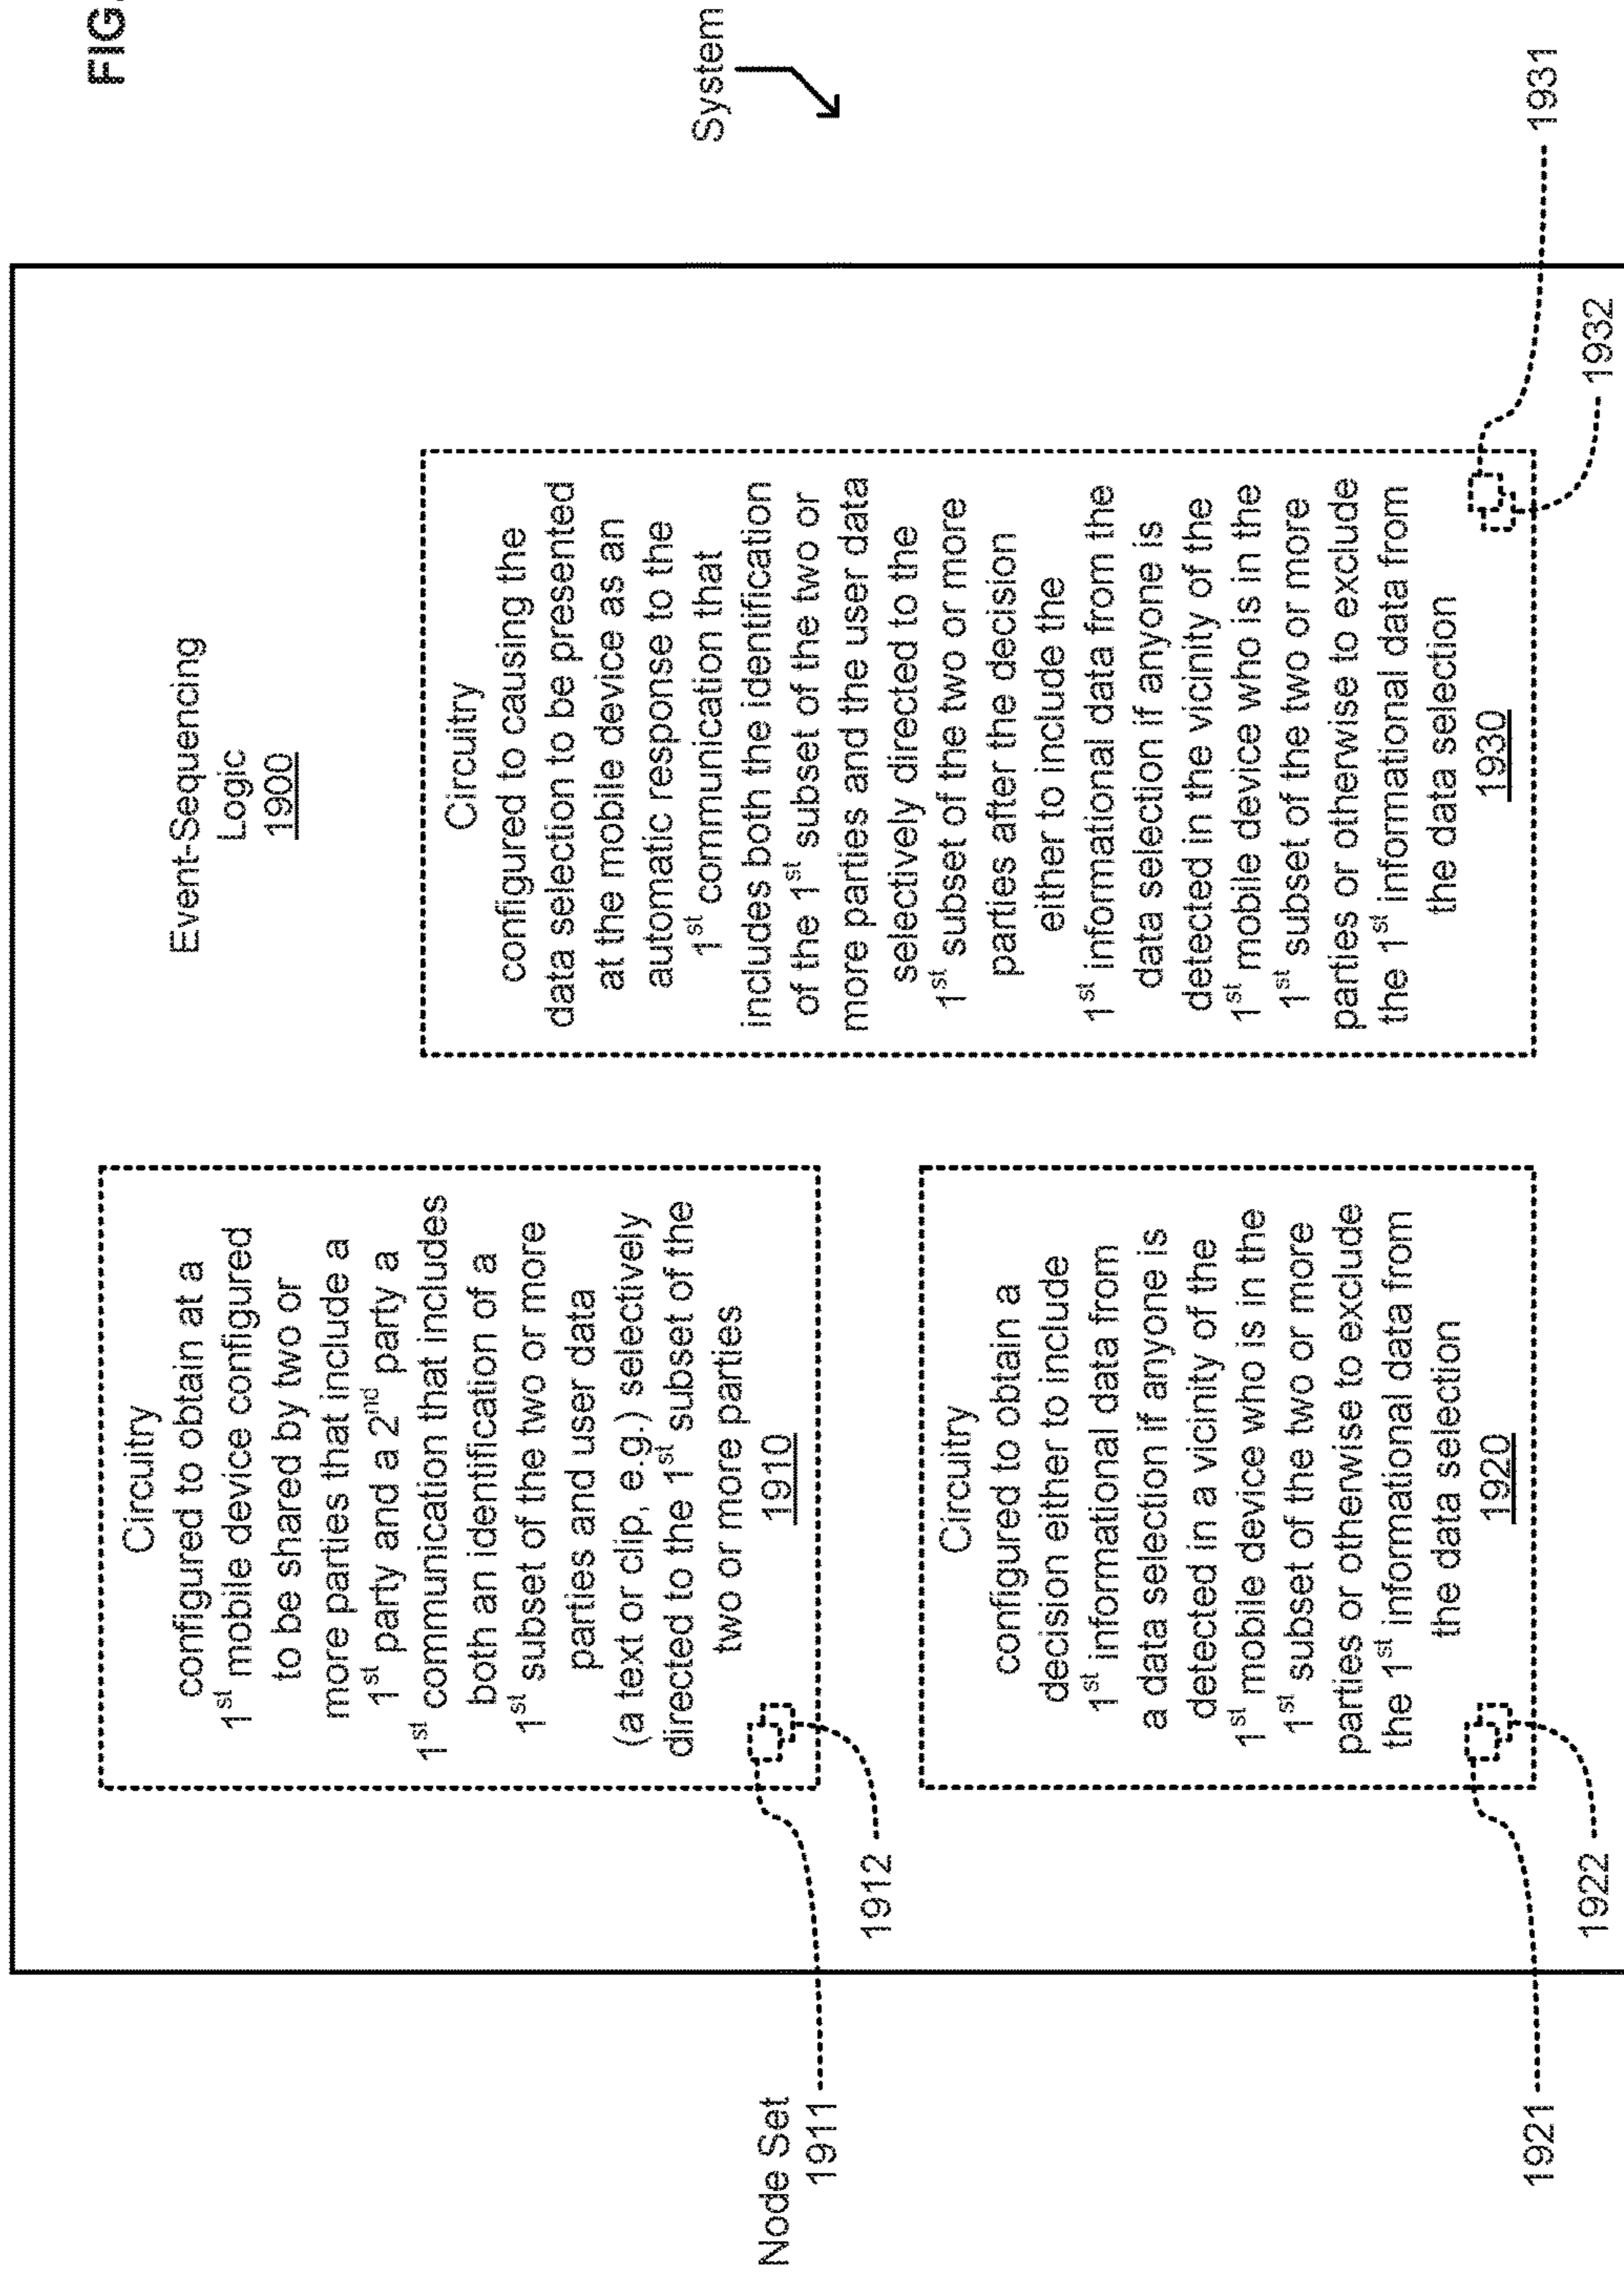 FIG.
System
Event-Sequencing
Logic
1900
Circuitry
configured to obtain at a
1st mobile device configured
to be shared by two or
more parties that include a
1st party and a 2nd party a
1st communication that includes
both an identification of a
1st subset of the two or more
parties and user data
(a text or clip, e.g.) selectively
directed to the 1st subset of the
two or more parties
1910
Node Set
1911
1912
Circuitry
configured to obtain a
decision either to include
1st informational data from
a data selection if anyone is
detected in a vicinity of the
1st mobile device who is in the
1st subset of the two or more
parties or otherwise to exclude
the 1st informational data from
the data selection
1920
1921
1922
Circuitry
configured to causing the
data selection to be presented
at the mobile device as an
automatic response to the
1st communication that
includes both the identification
of the 1st subset of the two or
more parties and the user data
selectively directed to the
1st subset of the two or more
parties after the decision
either to include the
1st informational data from the
data selection if anyone is
detected in the vicinity of the
1st mobile device who is in the
1st subset of the two or more
parties or otherwise to exclude
the 1st informational data from
the data selection
1930
1931
1932